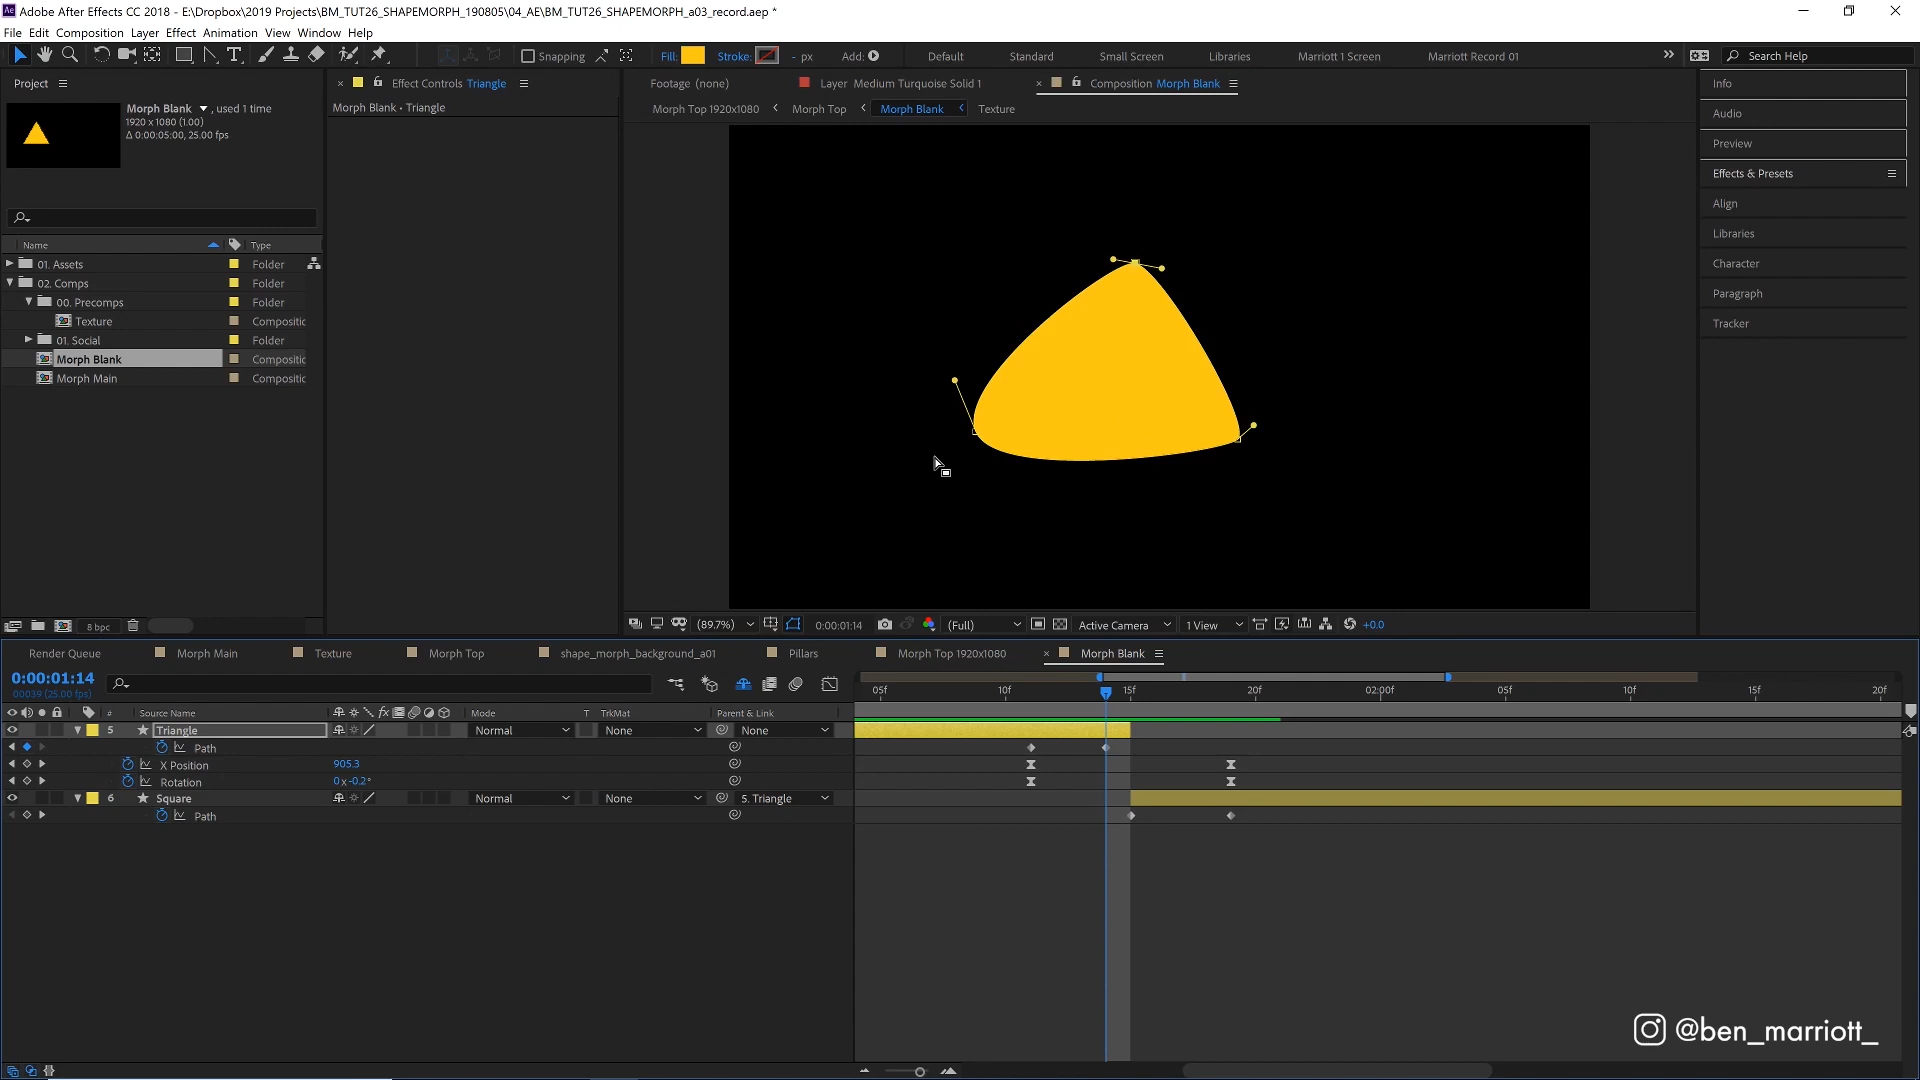 Adobe After Effects CC 2018 - E:\Dropbox\2019 Projects\BM_TUT26_SHAPEMORPH_190805\04_AE\BM_TUT26_SHAPEMORPH_a03_record.aep *
File Edit Composition Layer Effect Animation View Window Help
Snapping Fill: Stroke: - px Add: Default Standard Small Screen Libraries Marriott 1 Screen Marriott Record 01 Search Help
Project Effect Controls Triangle Footage (none) Layer Medium Turquoise Solid 1 Composition Morph Blank Info
Morph Blank , used 1 time
1920 x 1080 (1.00)
Δ 0:00:05:00, 25.00 fps
Morph Blank • Triangle
Morph Top 1920x1080 Morph Top Morph Blank Texture
Audio
Preview
Effects & Presets
Align
Libraries
Character
Paragraph
Tracker
Name Type
01. Assets Folder
02. Comps Folder
00. Precomps Folder
Texture Compositic
01. Social Folder
Morph Blank Compositic
Morph Main Compositic
8 bpc
(89.7%) 0:00:01:14 (Full) Active Camera 1 View +0.0
Render Queue Morph Main Texture Morph Top shape_morph_background_a01 Pillars Morph Top 1920x1080 Morph Blank
0:00:01:14
00039 (25.00 fps)
05f 10f 15f 20f 02:00f 05f 10f 15f 20f
# Source Name fx Mode T TrkMat Parent & Link
5 Triangle Normal None None
Path
X Position 905.3
Rotation 0 x -0.2°
6 Square Normal None 5. Triangle
Path
@ben_marriott_